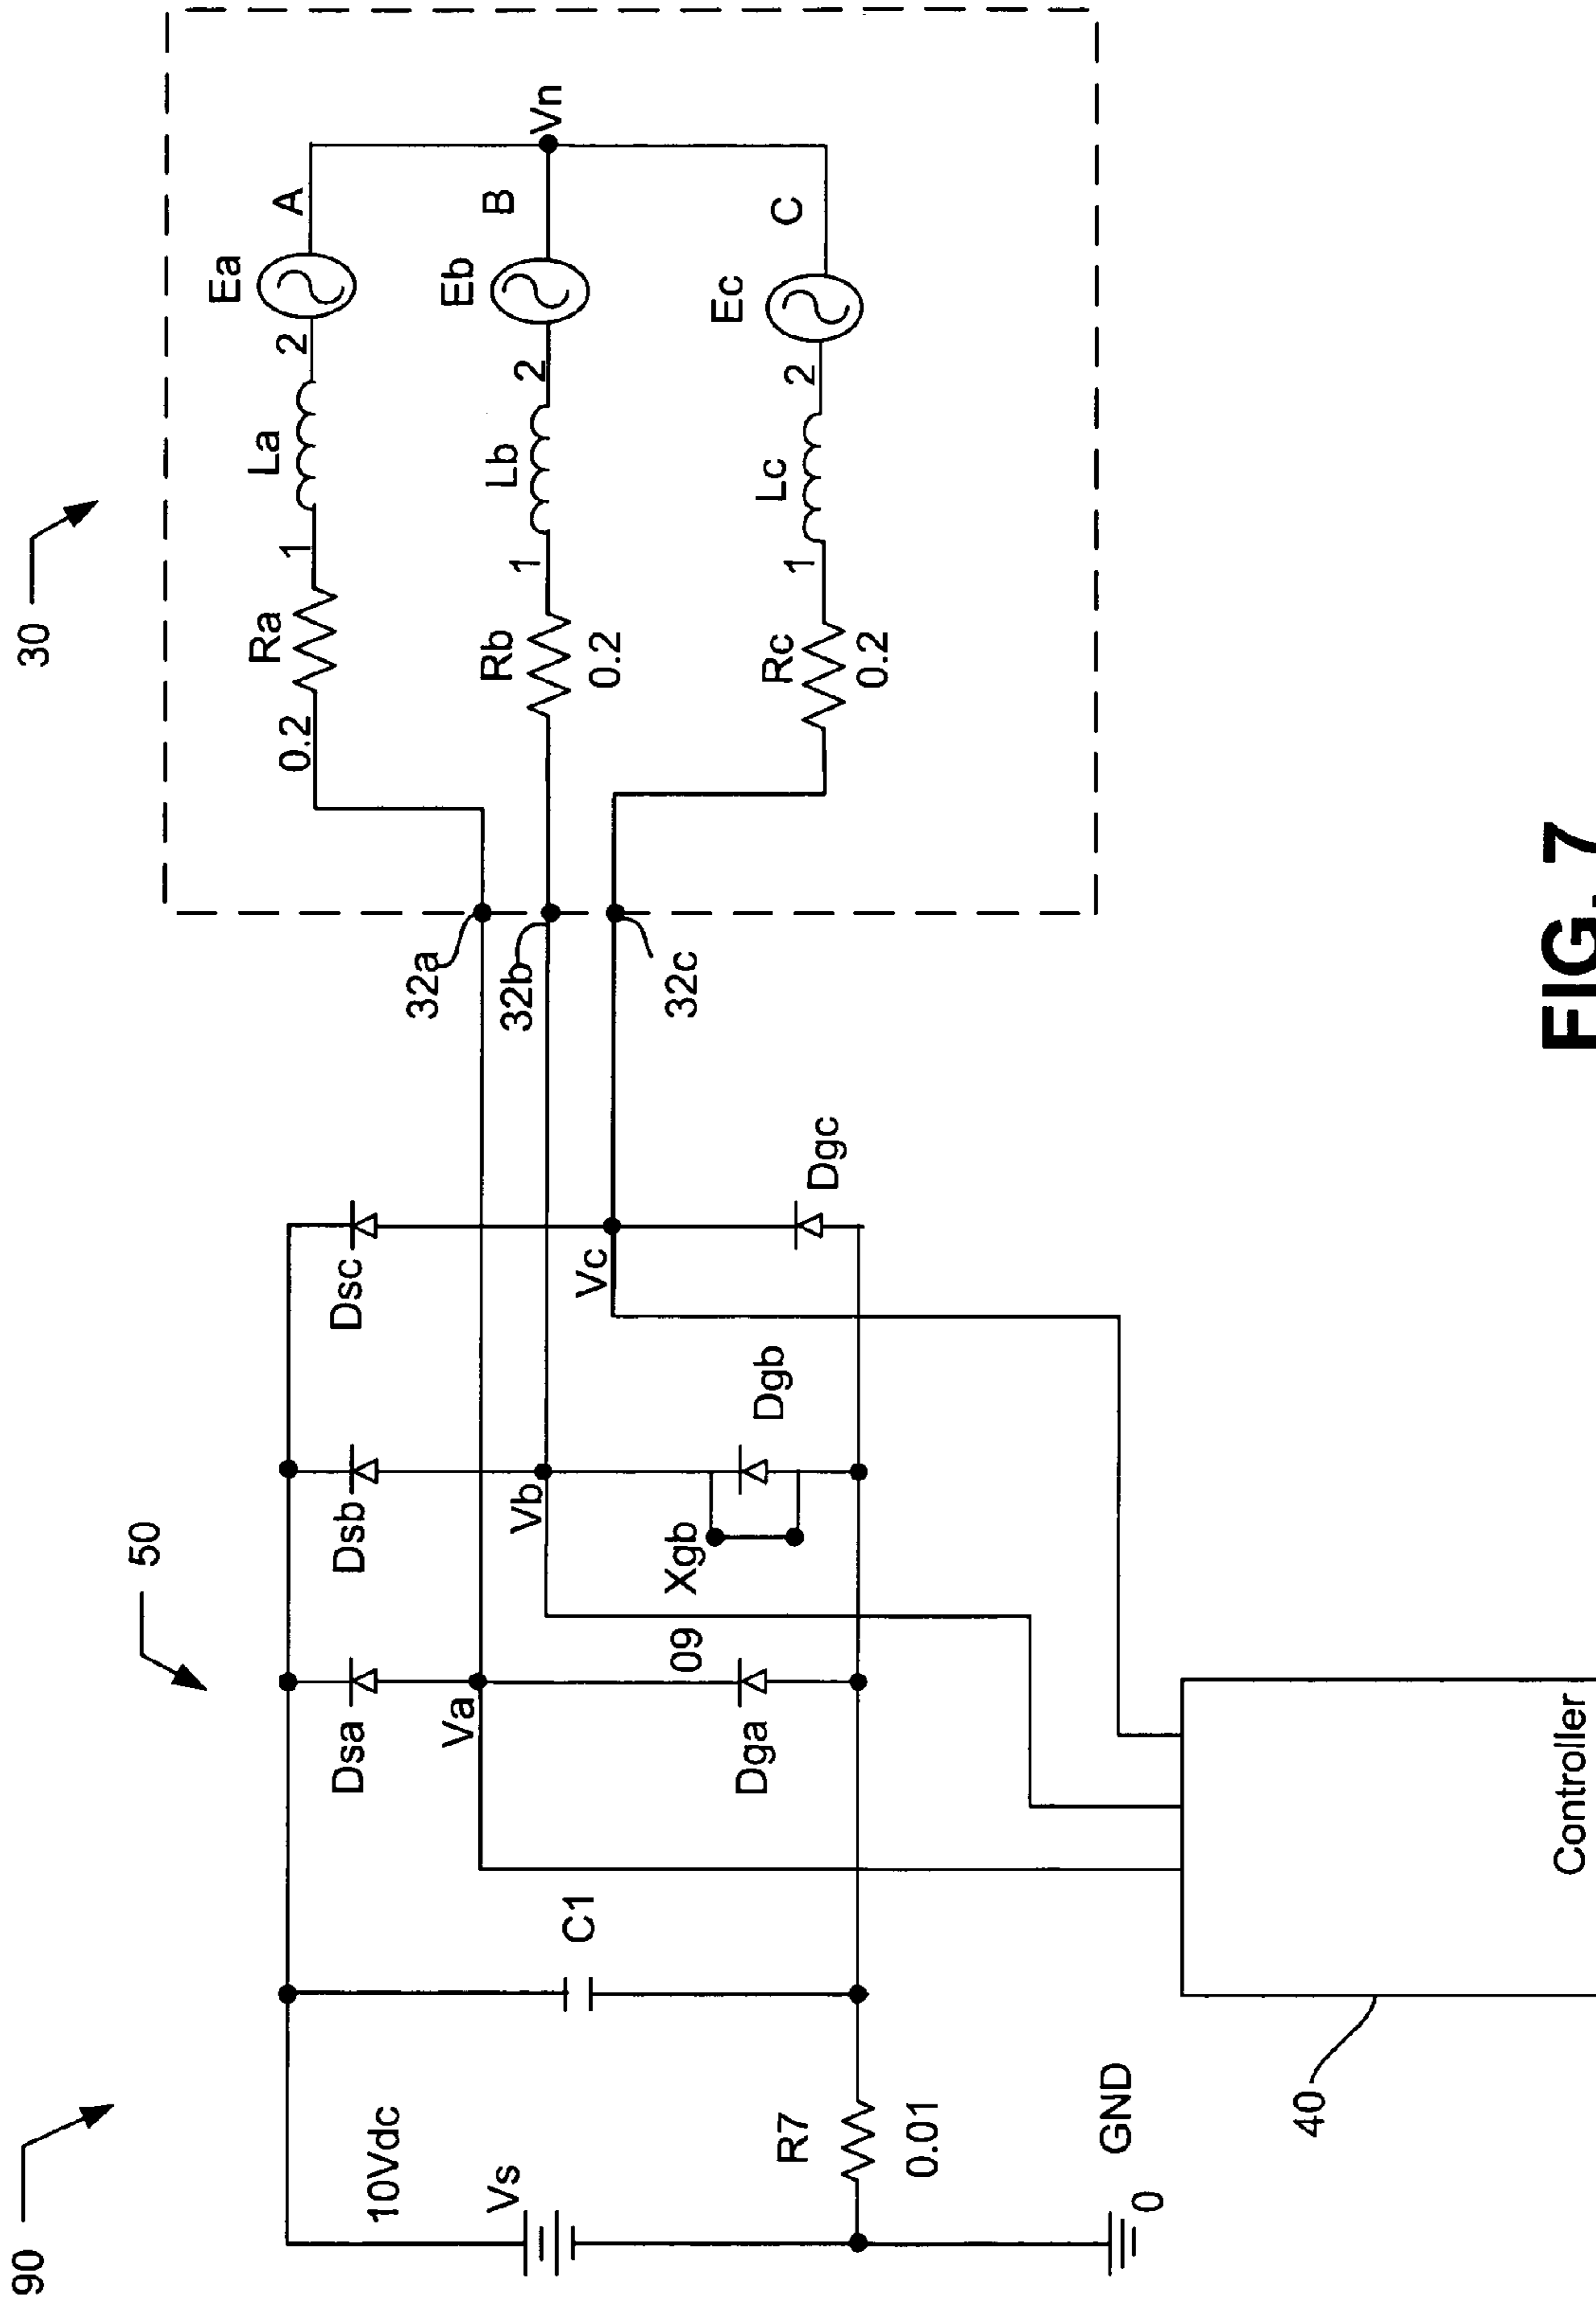 90
50
30
10Vdc
Vs
C1
R7
0.01
GND
0
Dsa
Dsb
Dsc
Va
Vb
Vc
09
Xgb
Dga
Dgb
Dgc
32a
32b
32c
Ra
0.2
1
La
2
Ea
A
Rb
0.2
1
Lb
2
Eb
B
Vn
Rc
0.2
1
Lc
2
Ec
C
40
Controller
FIG. 7